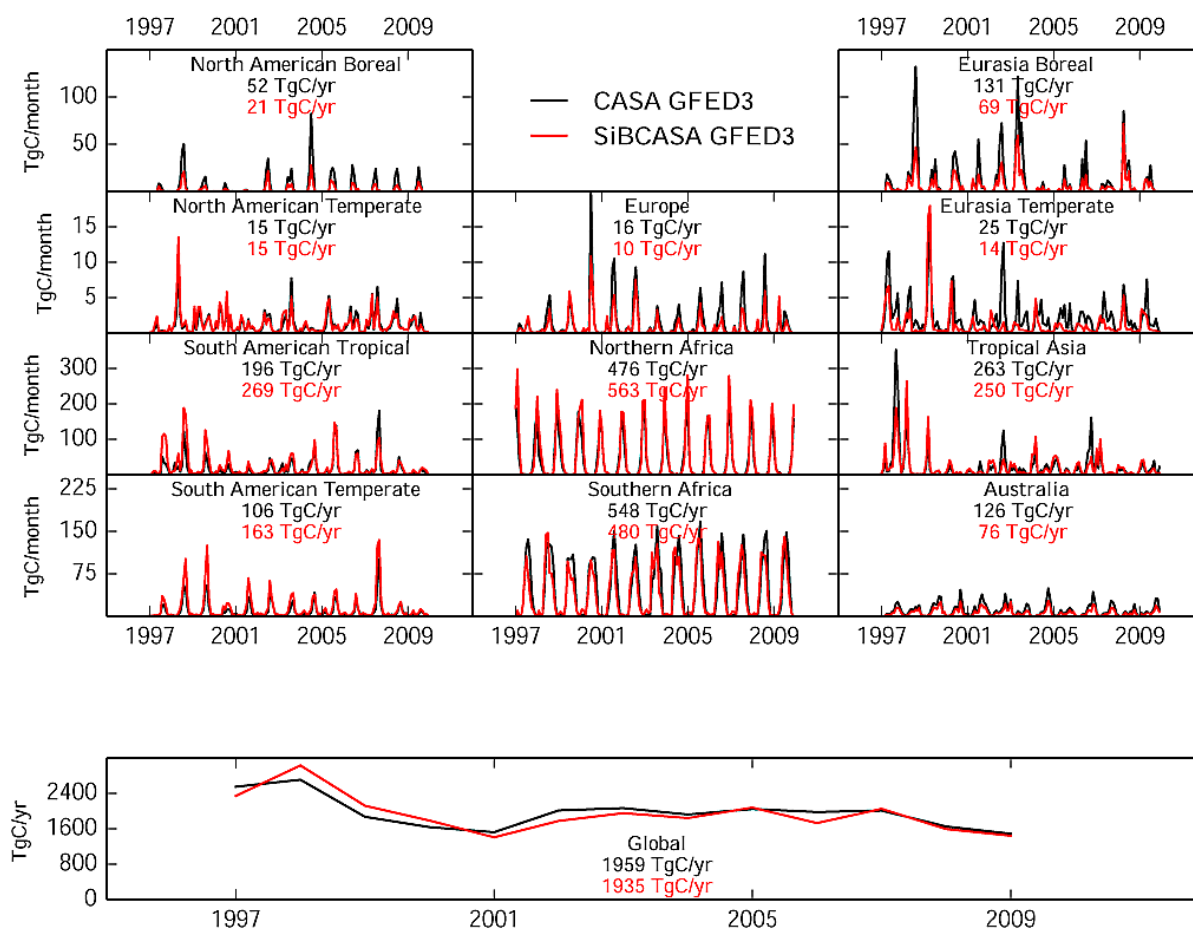 1997 2001 2005 2009
1997 2001 2005 2009
TgC/month
100
50
North American Boreal
52 TgC/yr
21 TgC/yr
CASA GFED3
SiBCASA GFED3
Eurasia Boreal
131 TgC/yr
69 TgC/yr
TgC/month
15
10
5
North American Temperate
15 TgC/yr
15 TgC/yr
Europe
16 TgC/yr
10 TgC/yr
Eurasia Temperate
25 TgC/yr
14 TgC/yr
TgC/month
300
200
100
South American Tropical
196 TgC/yr
269 TgC/yr
Northern Africa
476 TgC/yr
563 TgC/yr
Tropical Asia
263 TgC/yr
250 TgC/yr
TgC/month
225
150
75
South American Temperate
106 TgC/yr
163 TgC/yr
Southern Africa
548 TgC/yr
480 TgC/yr
Australia
126 TgC/yr
76 TgC/yr
1997 2001 2005 2009
1997 2001 2005 2009
1997 2001 2005 2009
TgC/yr
2400
1600
800
0
Global
1959 TgC/yr
1935 TgC/yr
1997 2001 2005 2009